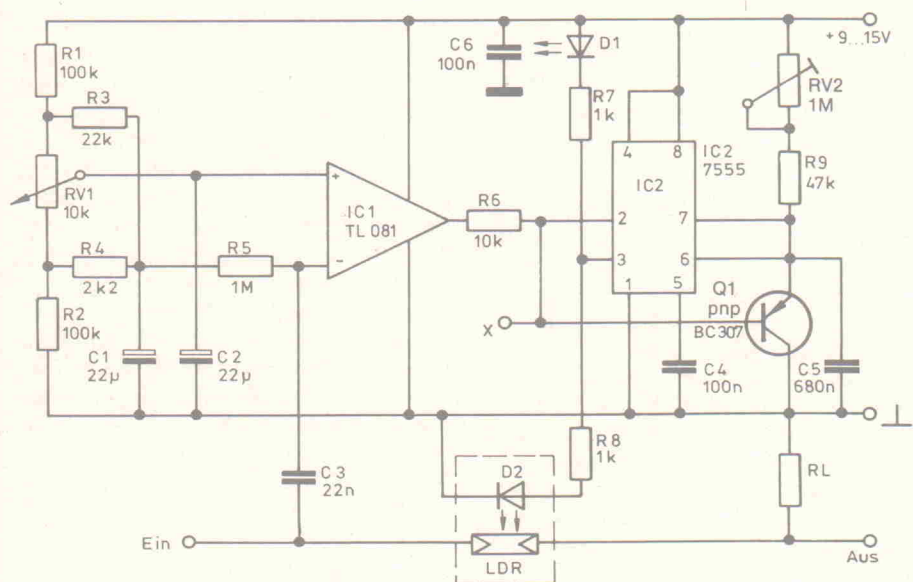 R1
100k
R3
22k
RV1
10k
R4
2k2
R2
100k
C1
22µ
C2
22µ
R5
1M
C3
22n
+
−
IC1
TL 081
R6
10k
X
C6
100n
D1
R7
1k
4
8
IC2
IC2
7555
2
7
3
6
1
5
+9...15V
RV2
1M
R9
47k
Q1
pnp
BC307
C4
100n
C5
680n
R8
1k
D2
LDR
RL
Ein
Aus